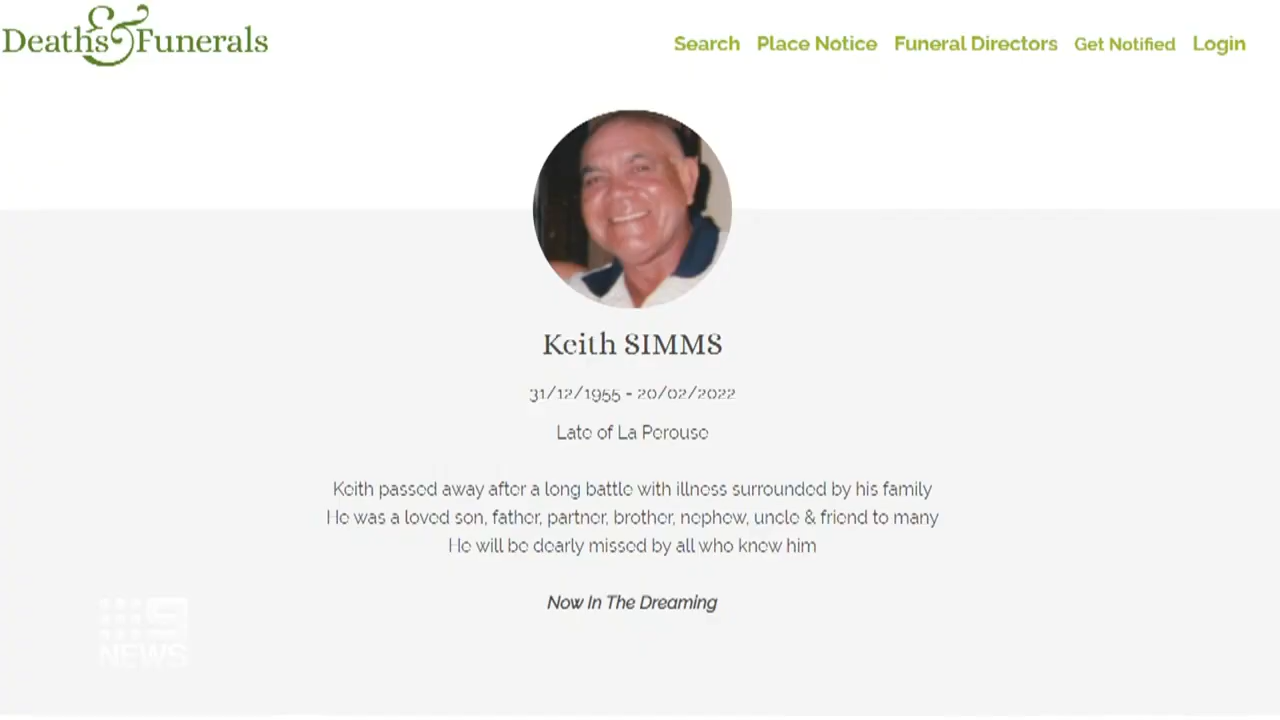 Deaths & Funerals
Search Place Notice Funeral Directors Get Notified Login
Keith SIMMS
31/12/1955 - 20/02/2022
Late of La Perouse
Keith passed away after a long battle with illness surrounded by his family
He was a loved son, father, partner, brother, nephew, uncle & friend to many
He will be dearly missed by all who knew him
Now In The Dreaming
9
NEWS